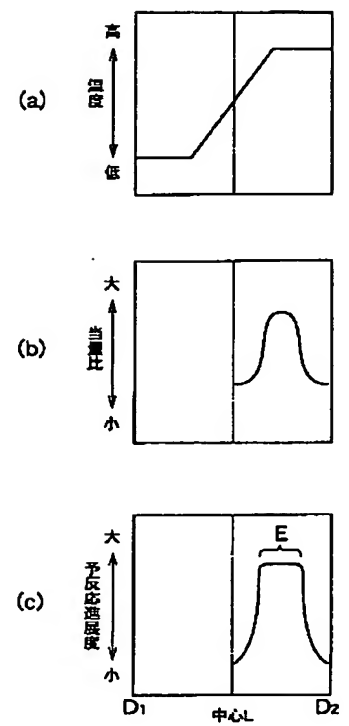 (a)
高
温度
低
(b)
大
当量比
小
(c)
大
予反応進展度
小
E
D1
中心L
D2